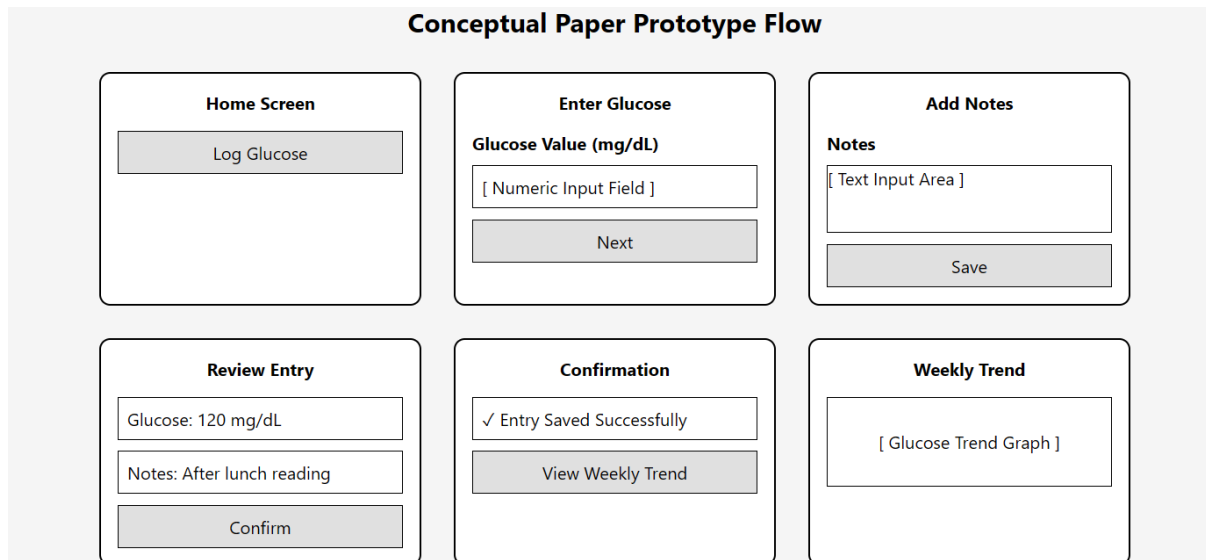 Conceptual Paper Prototype Flow
Home Screen
Log Glucose
Enter Glucose
Glucose Value (mg/dL)
[ Numeric Input Field ]
Next
Add Notes
Notes
[ Text Input Area ]
Save
Review Entry
Glucose: 120 mg/dL
Notes: After lunch reading
Confirm
Confirmation
✓ Entry Saved Successfully
View Weekly Trend
Weekly Trend
[ Glucose Trend Graph ]